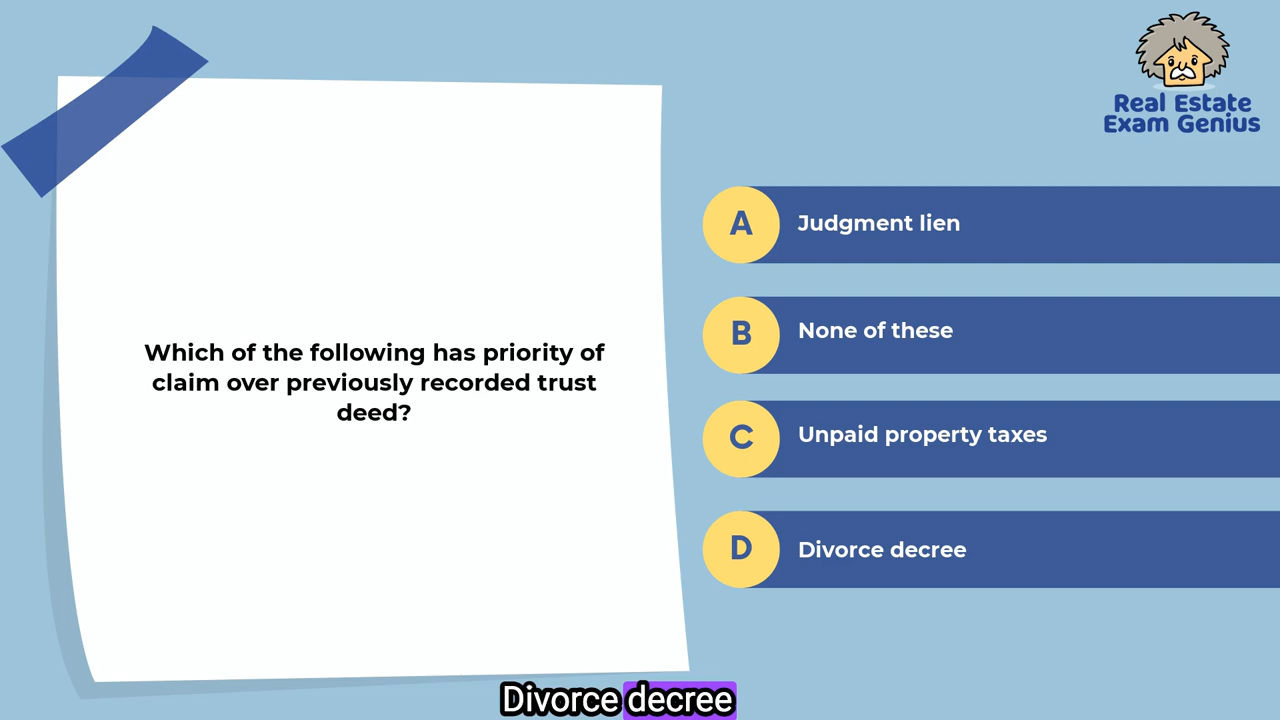 Real Estate
Exam Genius
Which of the following has priority of
claim over previously recorded trust
deed?
A Judgment lien
B None of these
C Unpaid property taxes
D Divorce decree
Divorce decree